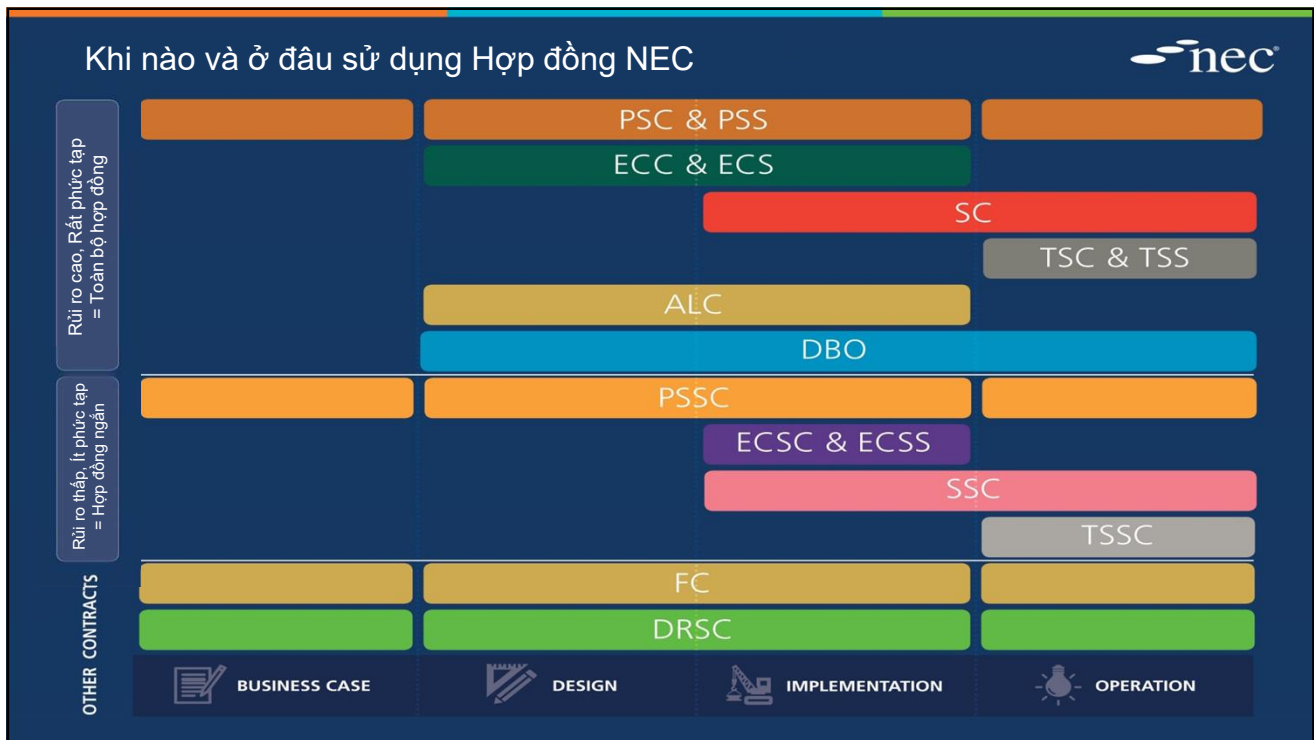 Khi nào và ở đâu sử dụng Hợp đồng NEC
nec
Rủi ro cao, Rất phức tạp
= Toàn bộ hợp đồng
PSC & PSS
ECC & ECS
SC
TSC & TSS
ALC
DBO
Rủi ro thấp, Ít phức tạp
= Hợp đồng ngắn
PSSC
ECSC & ECSS
SSC
TSSC
OTHER CONTRACTS
FC
DRSC
BUSINESS CASE
DESIGN
IMPLEMENTATION
OPERATION